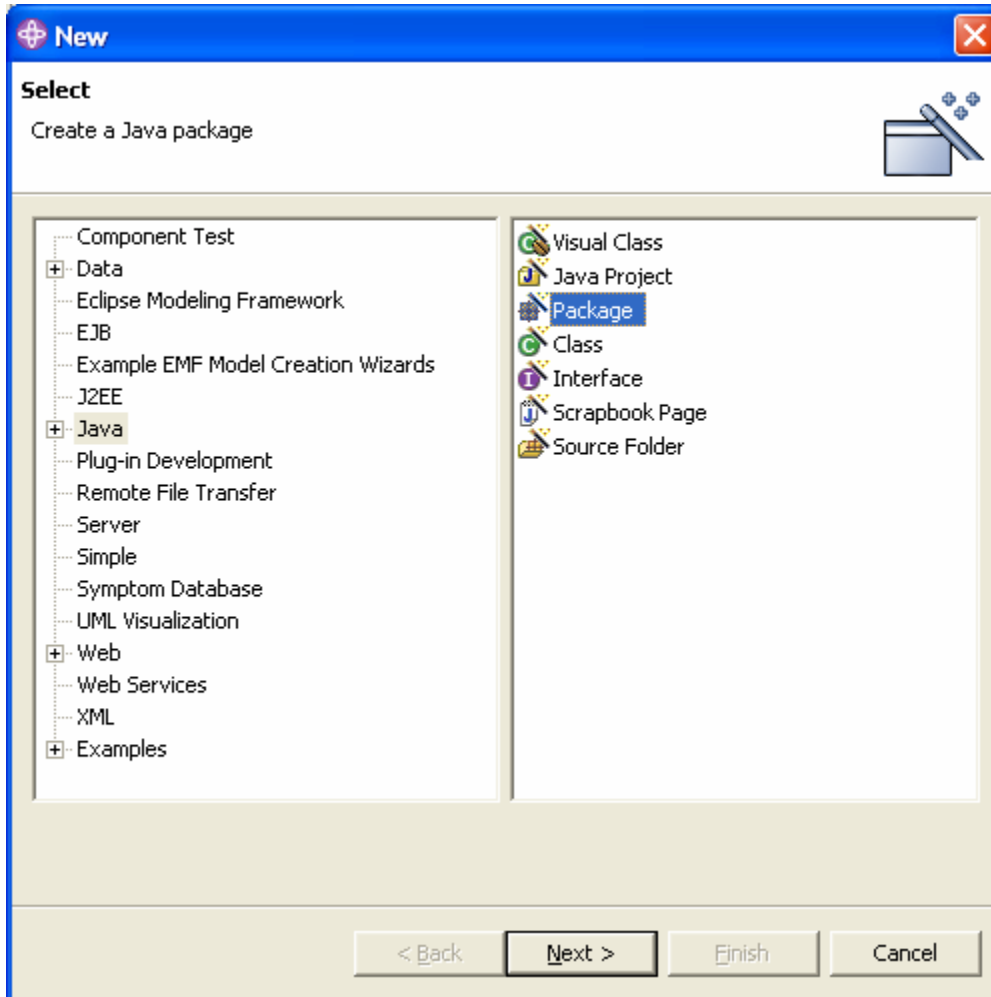 New
Select
Create a Java package
Component Test
Data
Eclipse Modeling Framework
EJB
Example EMF Model Creation Wizards
J2EE
Java
Plug-in Development
Remote File Transfer
Server
Simple
Symptom Database
UML Visualization
Web
Web Services
XML
Examples
Visual Class
Java Project
Package
Class
Interface
Scrapbook Page
Source Folder
< Back
Next >
Finish
Cancel